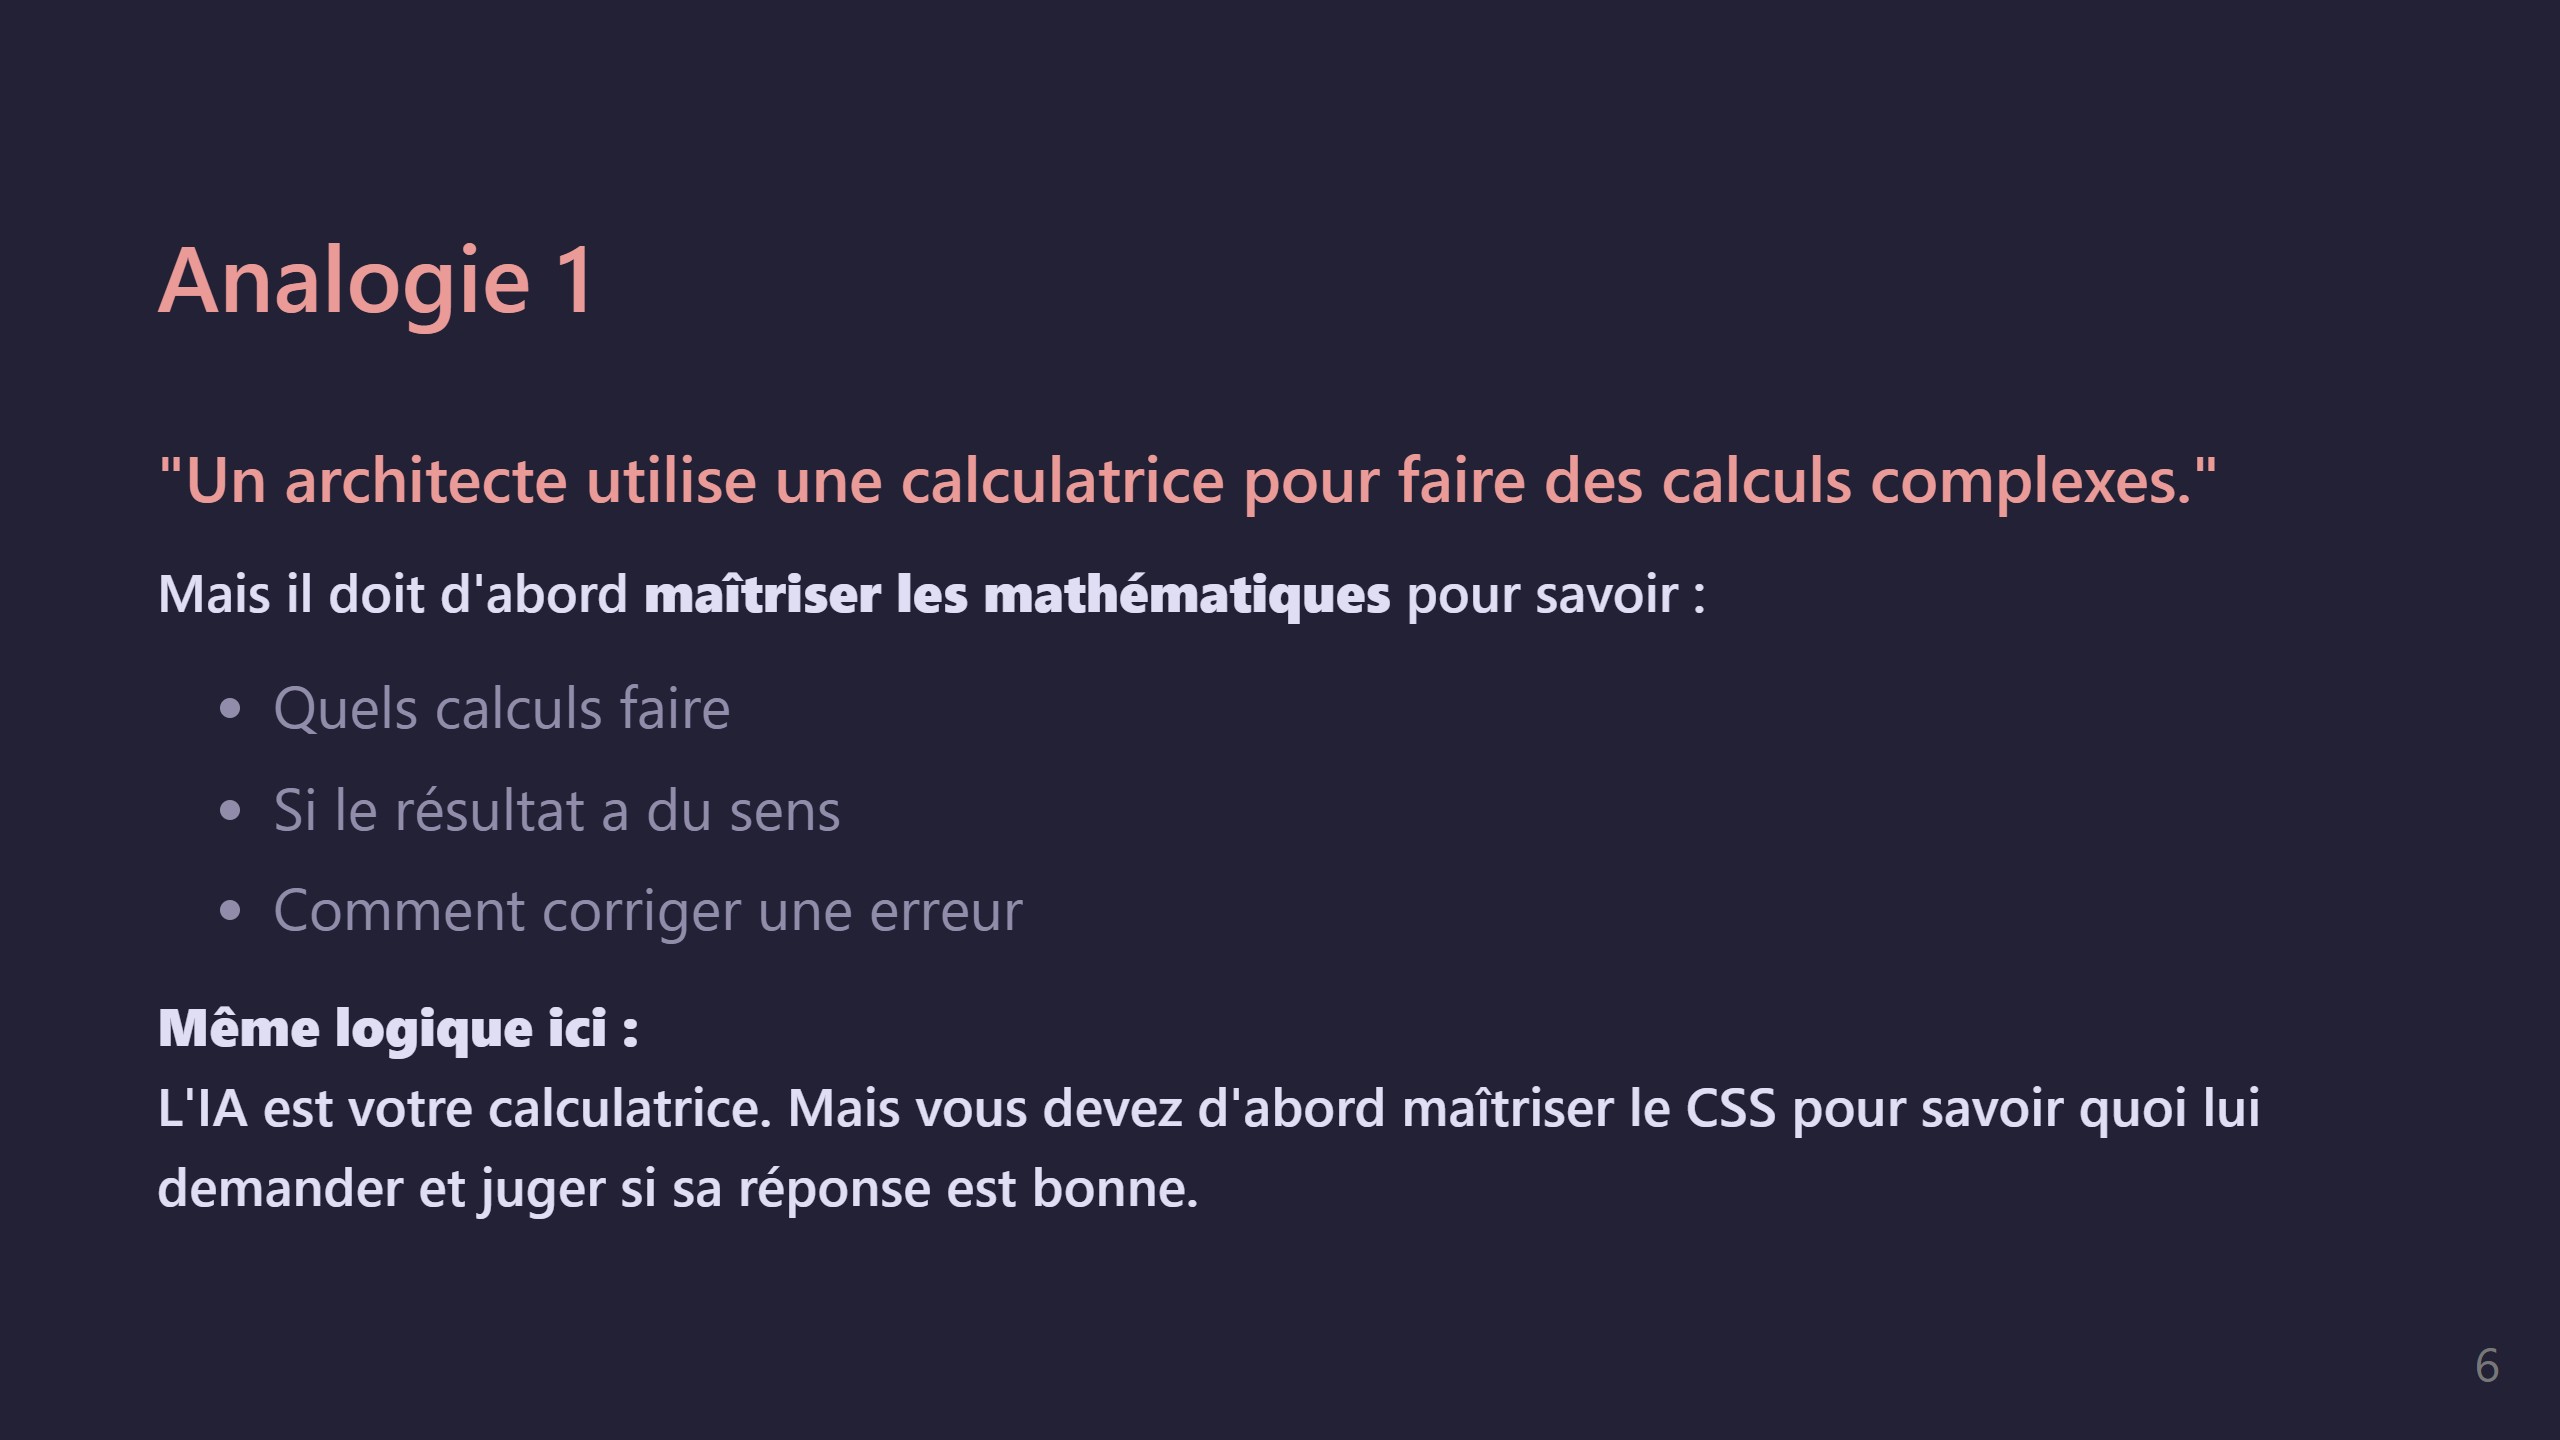 Analogie 1
"Un architecte utilise une calculatrice pour faire des calculs complexes."
Mais il doit d'abord maîtriser les mathématiques pour savoir :
• Quels calculs faire
• Si le résultat a du sens
• Comment corriger une erreur
Même logique ici :
L'IA est votre calculatrice. Mais vous devez d'abord maîtriser le CSS pour savoir quoi lui
demander et juger si sa réponse est bonne.
6